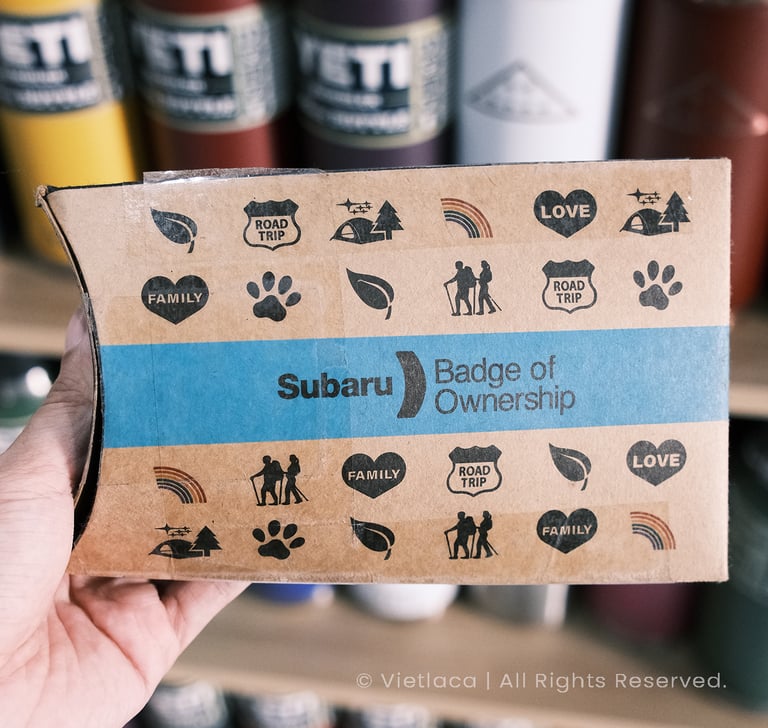 YETI
YETI
YETI
ROAD
TRIP
LOVE
FAMILY
ROAD
TRIP
Subaru
Badge of
Ownership
FAMILY
ROAD
TRIP
LOVE
FAMILY
© Vietlaca | All Rights Reserved.